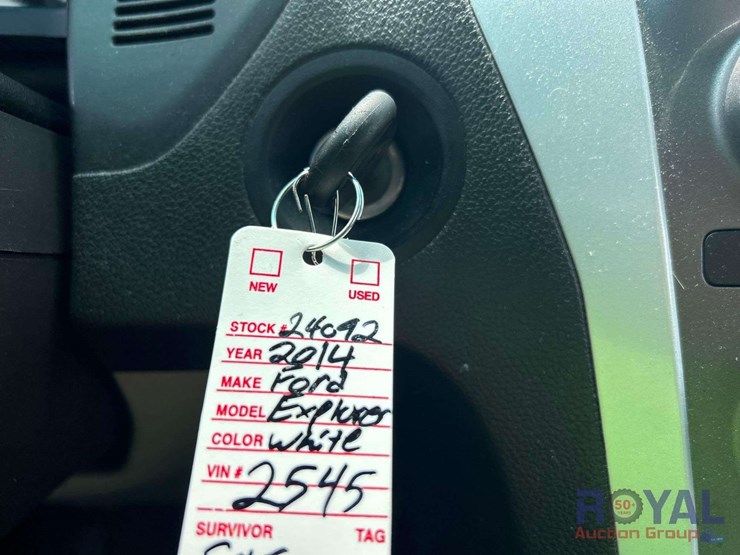 NEW USED
STOCK # 24092
YEAR 2014
MAKE Ford
MODEL Explorer
COLOR white
VIN # 2545
SURVIVOR TAG
50+
YEARS
ROYAL
Auction Group